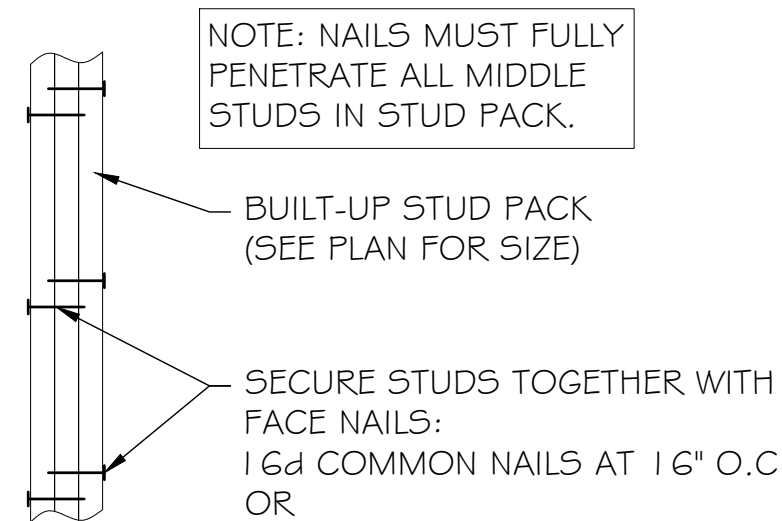 NOTE: NAILS MUST FULLY
PENETRATE ALL MIDDLE
STUDS IN STUD PACK.
BUILT-UP STUD PACK
(SEE PLAN FOR SIZE)
SECURE STUDS TOGETHER WITH
FACE NAILS:
16d COMMON NAILS AT 16" O.C
OR